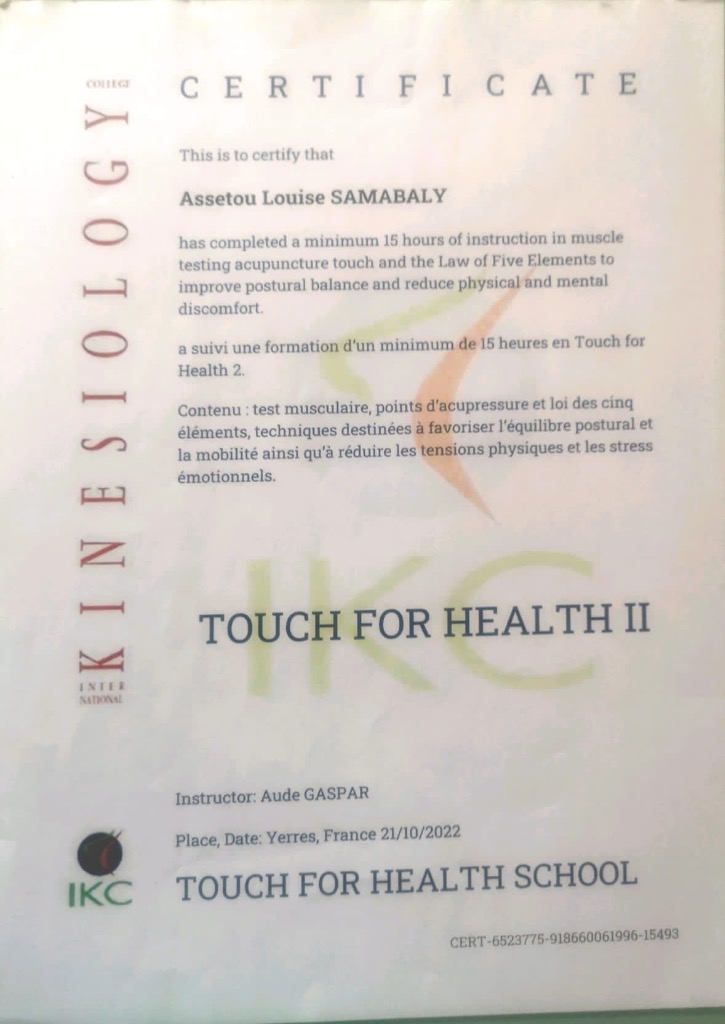 CERTIFICATE
This is to certify that
Assetou Louise SAMABALY
has completed a minimum 15 hours of instruction in muscle
testing acupuncture touch and the Law of Five Elements to
improve postural balance and reduce physical and mental
discomfort.
a suivi une formation d'un minimum de 15 heures en Touch for
Health 2.
Contenu : test musculaire, points d'acupressure et loi des cinq
éléments, techniques destinées à favoriser l'équilibre postural et
la mobilité ainsi qu'à réduire les tensions physiques et les stress
émotionnels.
IKC
TOUCH FOR HEALTH II
Instructor: Aude GASPAR
Place, Date: Yerres, France 21/10/2022
TOUCH FOR HEALTH SCHOOL
CERT-6523775-918660061996-15493
INTER
NATIONAL
KINESIOLOGY
COLLEGE
IKC